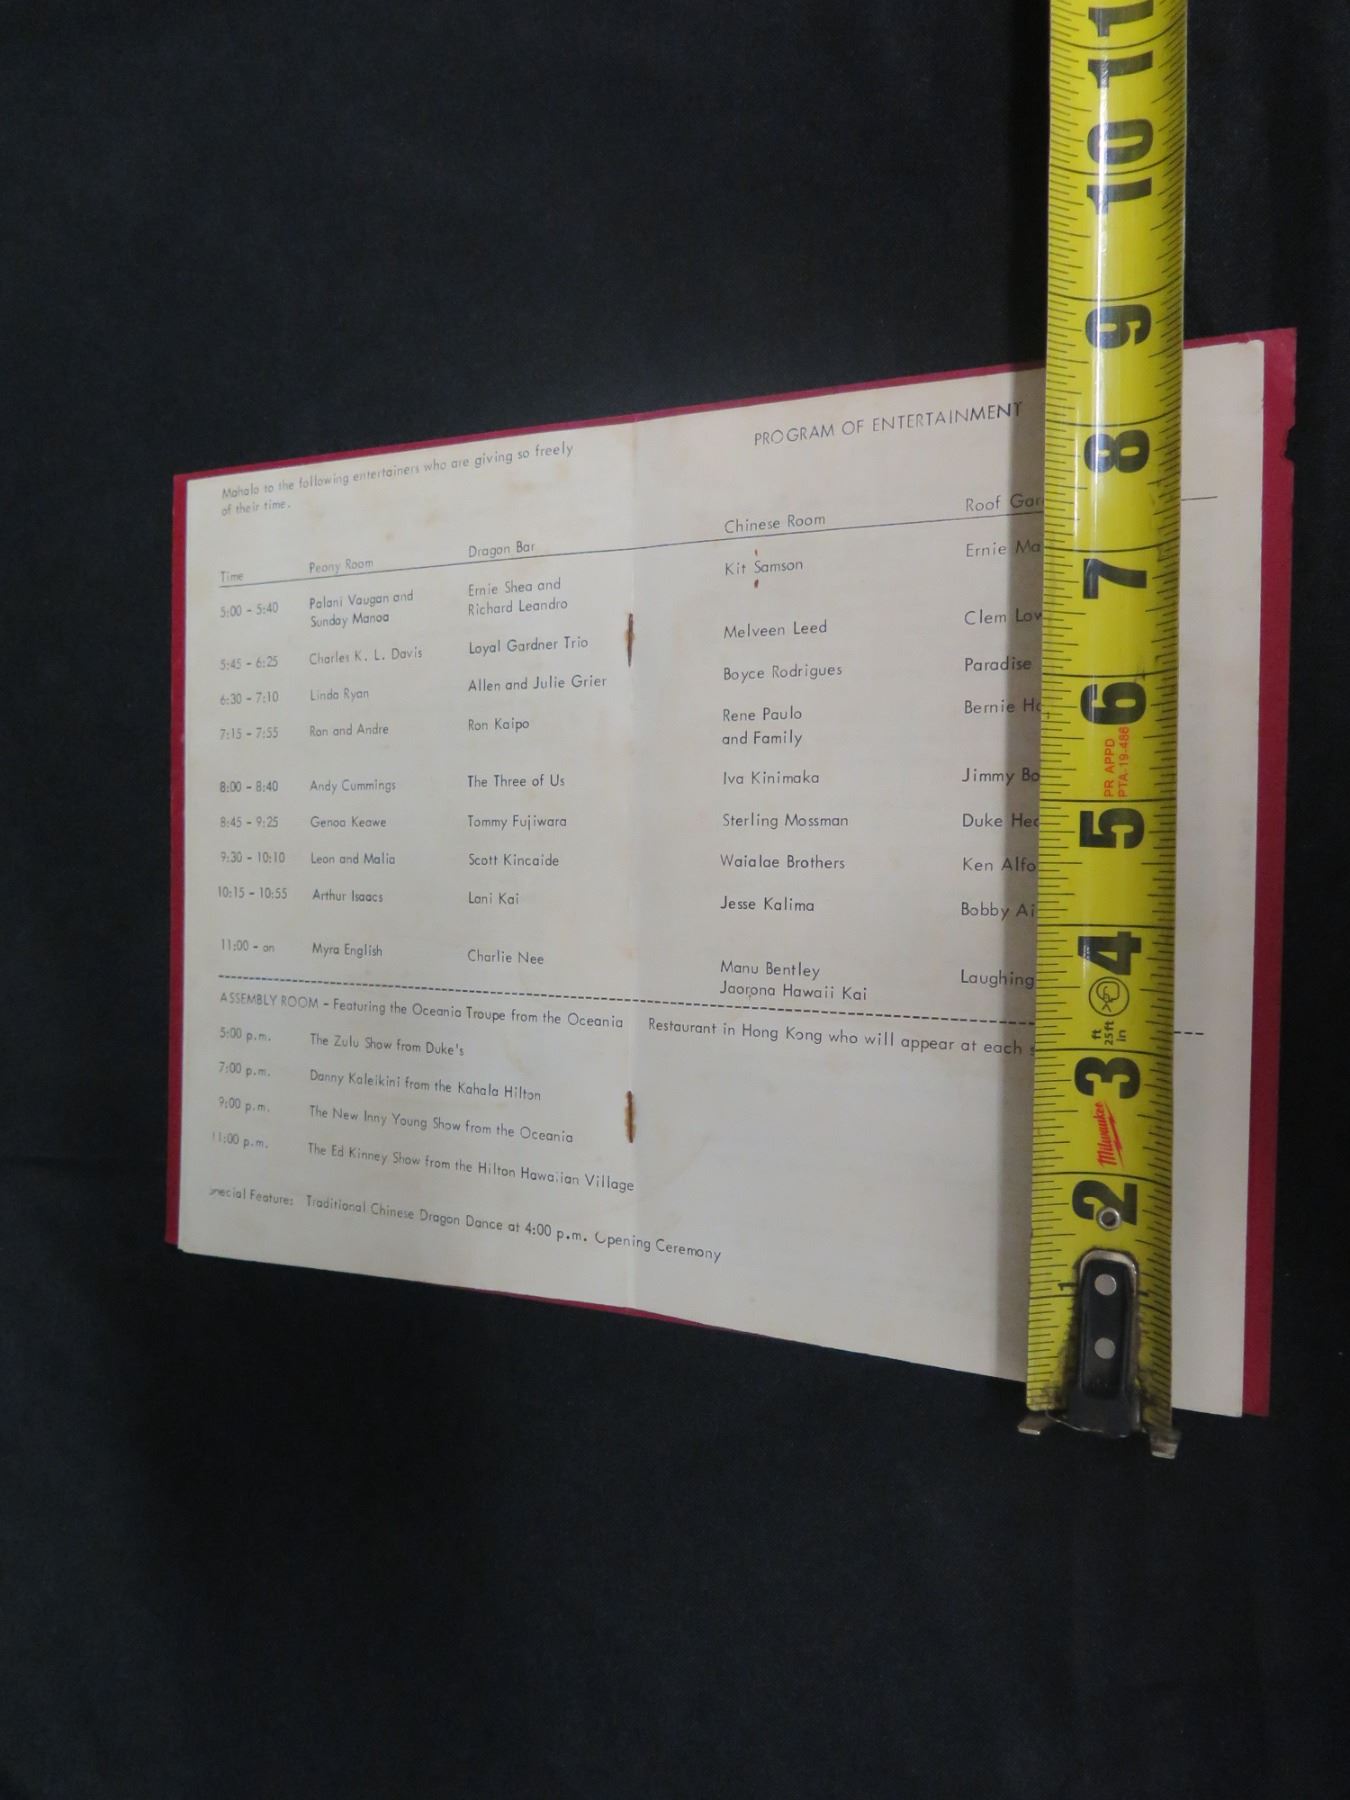 Mahalo to the following entertainers who are giving so freely
of their time.
PROGRAM OF ENTERTAINMENT
Time Peony Room Dragon Bar Chinese Room Roof
5:00 - 5:40 Palani Vaugan and Ernie Shea and Kit Samson Ernie
Sunday Manoa Richard Leandro
5:45 - 6:25 Charles K. L. Davis Loyal Gardner Trio Melveen Leed Clem
6:30 - 7:10 Linda Ryan Allen and Julie Grier Boyce Rodrigues Paradise
7:15 - 7:55 Ron and Andre Ron Kaipo Rene Paulo Bernie
and Family
8:00 - 8:40 Andy Cummings The Three of Us Iva Kinimaka Jimmy
8:45 - 9:25 Genoa Keawe Tommy Fujiwara Sterling Mossman Duke
9:30 - 10:10 Leon and Malia Scott Kincaide Waialae Brothers Ken
10:15 - 10:55 Arthur Isaacs Lani Kai Jesse Kalima Bobby
11:00 - on Myra English Charlie Nee Manu Bentley Laughing
Jaorona Hawaii Kai
ASSEMBLY ROOM - Featuring the Oceania Troupe from the Oceania Restaurant in Hong Kong who will appear at each
5:00 p.m. The Zulu Show from Duke's
7:00 p.m. Danny Kaleikini from the Kahala Hilton
9:00 p.m. The New Inny Young Show from the Oceania
11:00 p.m. The Ed Kinney Show from the Hilton Hawaiian Village
Special Feature: Traditional Chinese Dragon Dance at 4:00 p.m. Opening Ceremony
11
10
9
8
7
6
PR APPD
PTA-19-486
5
4
ft
25ft
in
3
Milwaukee
2
1